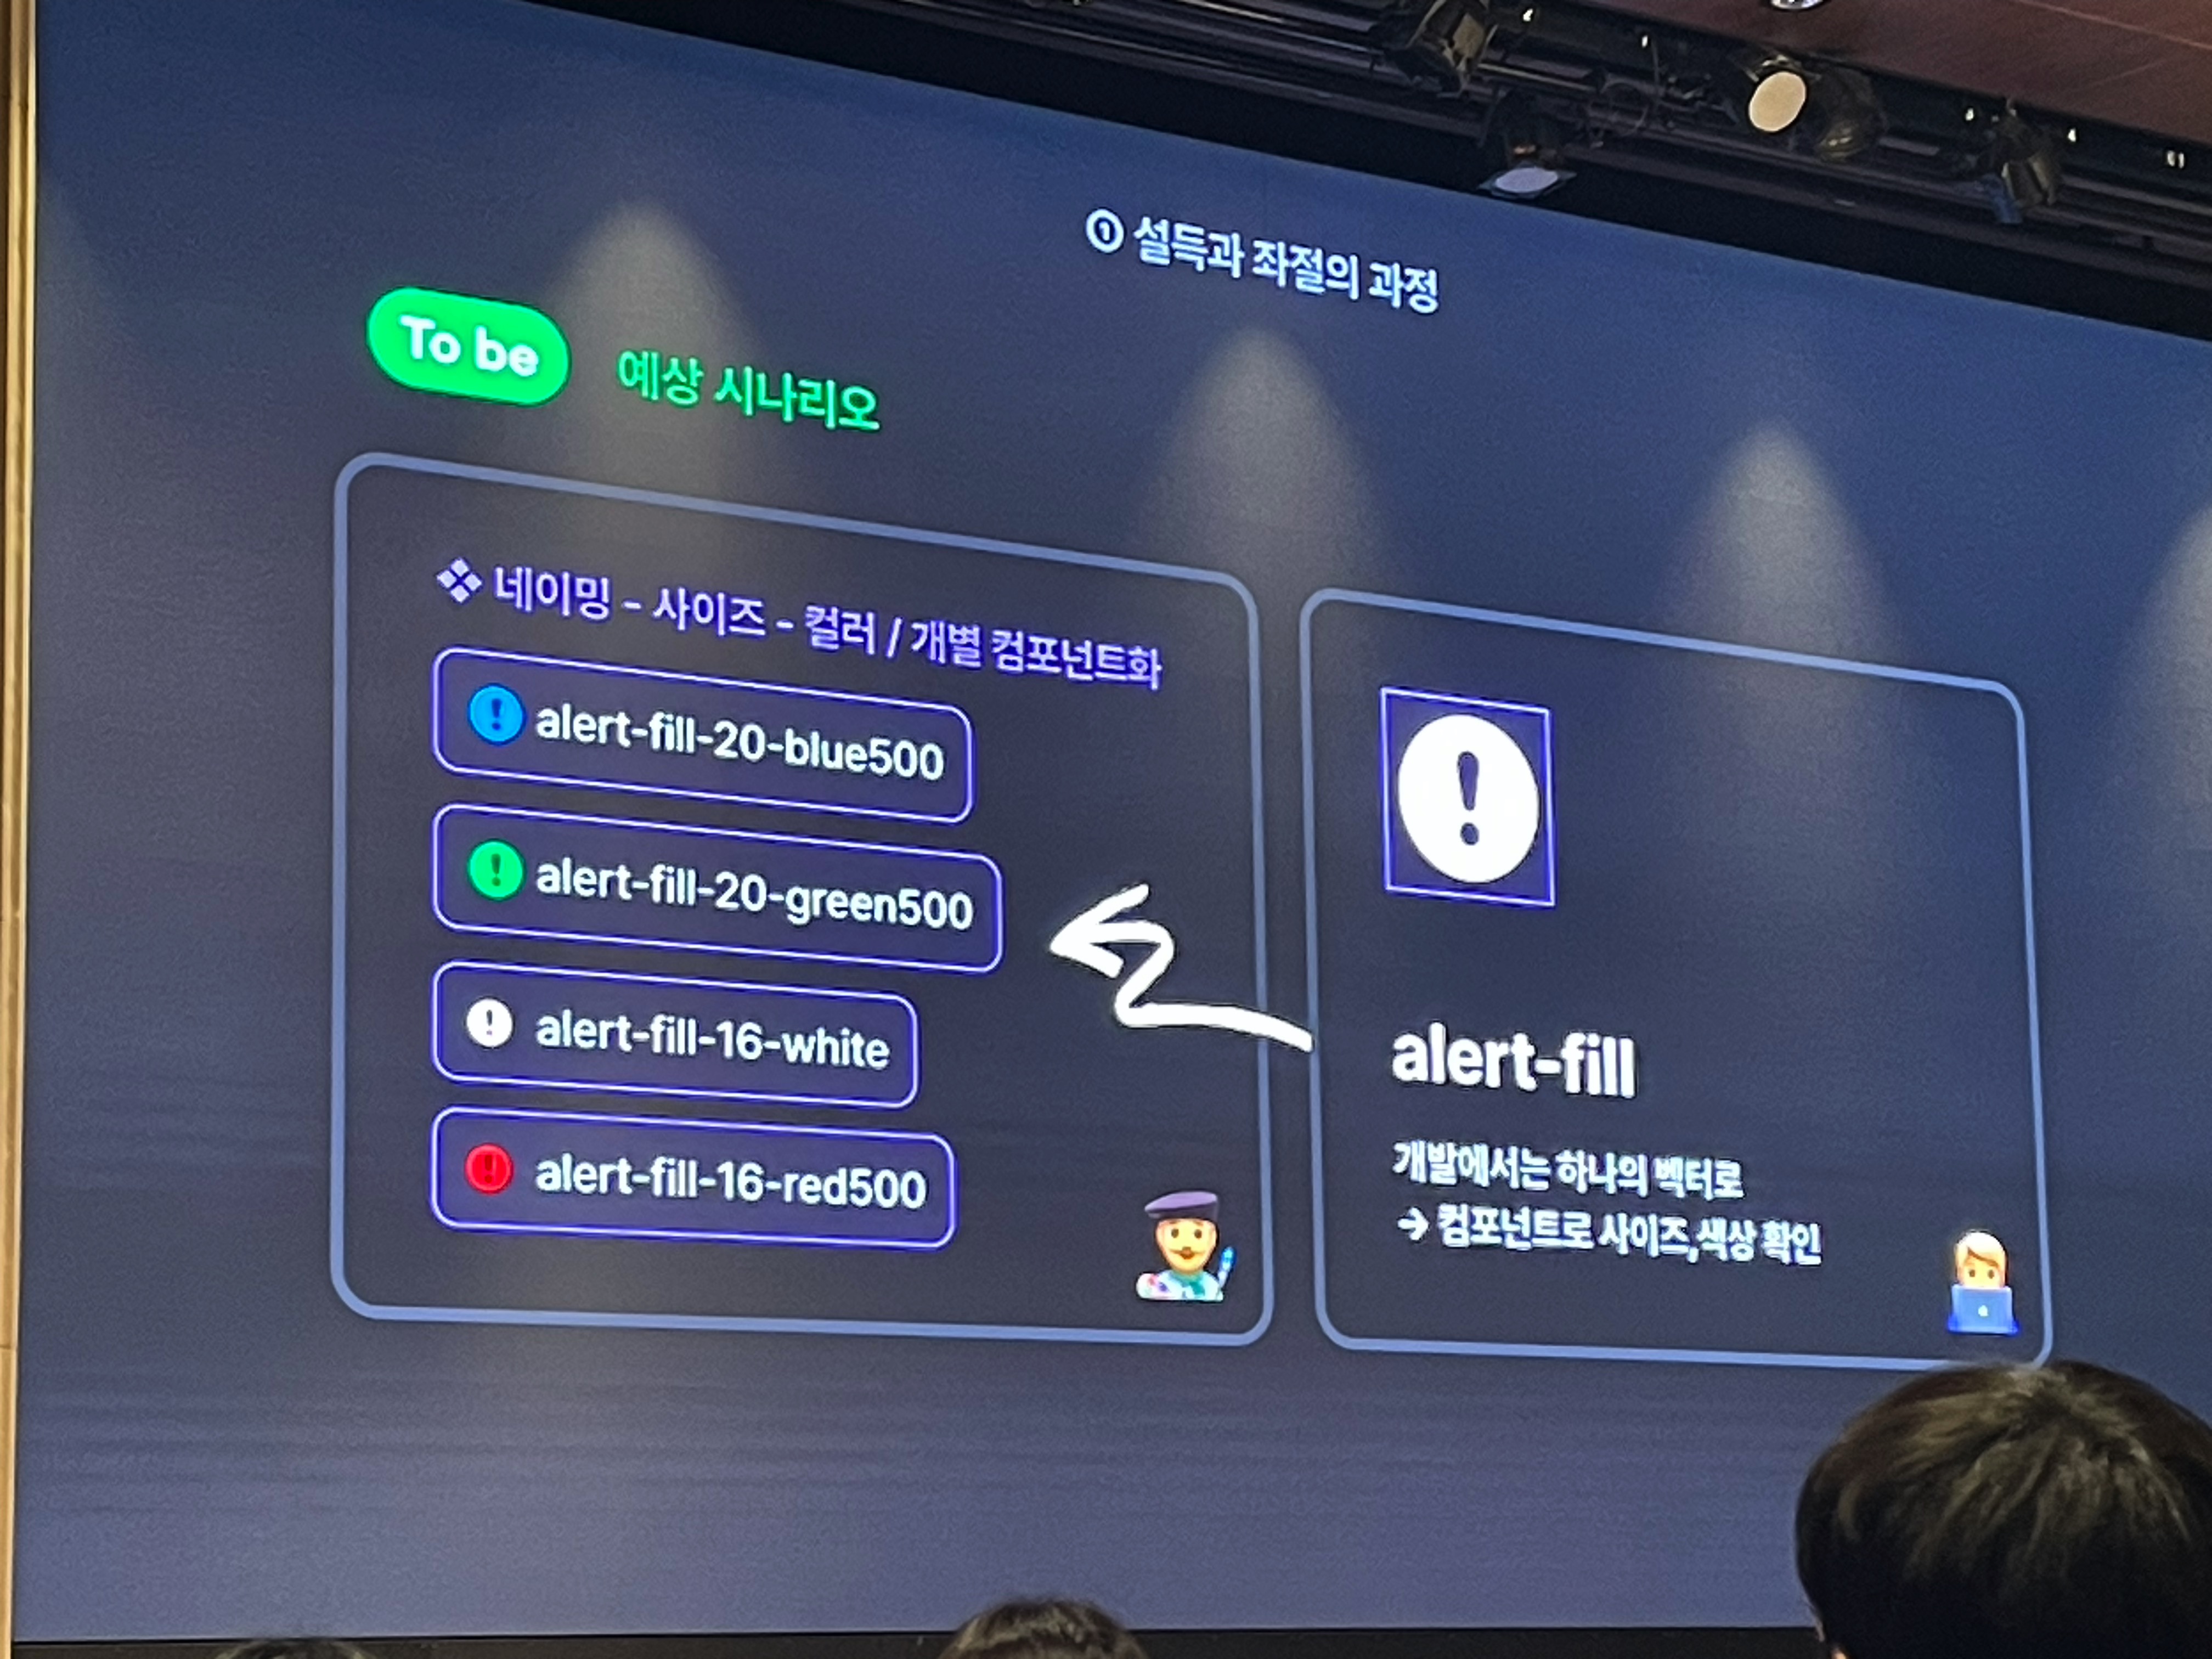 ① 설득과 좌절의 과정
To be 예상 시나리오
❖ 네이밍 - 사이즈 - 컬러 / 개별 컴포넌트화
alert-fill-20-blue500
alert-fill-20-green500
alert-fill-16-white
alert-fill-16-red500
alert-fill
개발에서는 하나의 벡터로
→ 컴포넌트로 사이즈,색상 확인